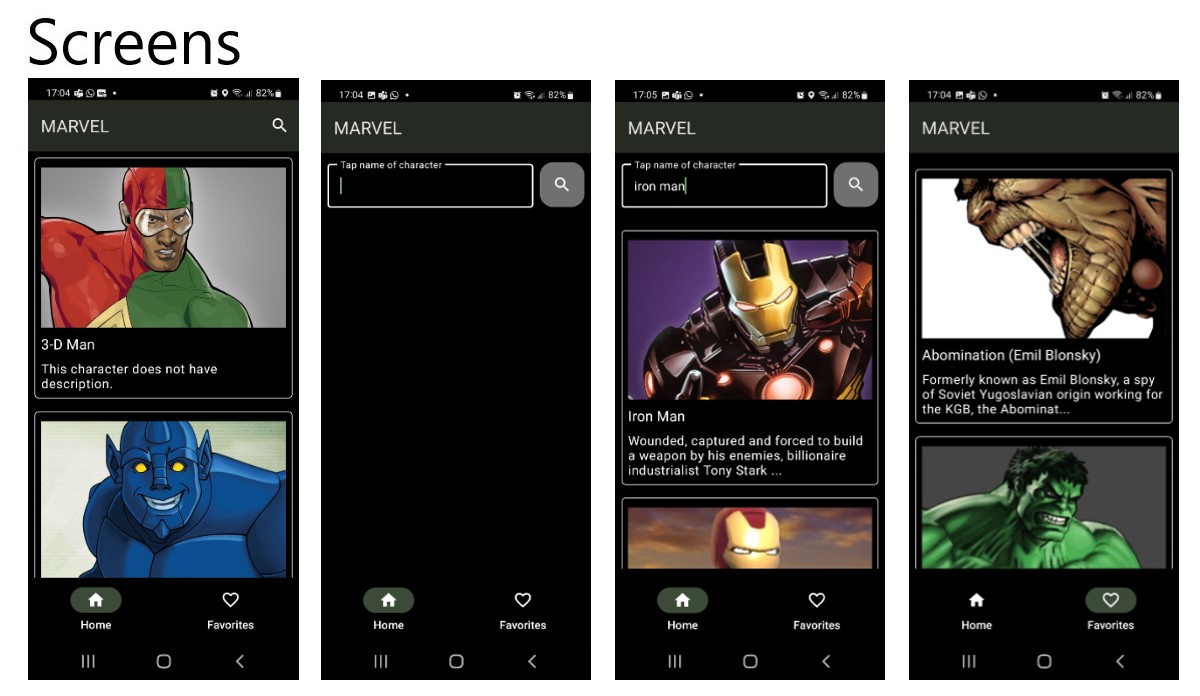 Screens
17:04
82%
MARVEL
3-D Man
This character does not have
description.
Home
Favorites
17:04
82%
MARVEL
Tap name of character
Home
Favorites
17:05
82%
MARVEL
Tap name of character
iron man
Iron Man
Wounded, captured and forced to build
a weapon by his enemies, billionaire
industrialist Tony Stark ...
Home
Favorites
17:04
82%
MARVEL
Abomination (Emil Blonsky)
Formerly known as Emil Blonsky, a spy
of Soviet Yugoslavian origin working for
the KGB, the Abominat...
Home
Favorites